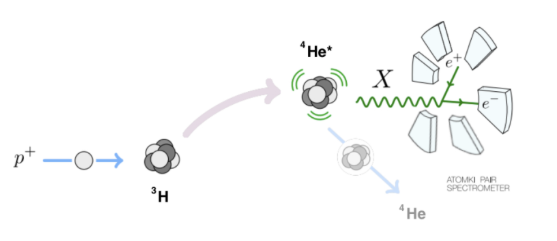 ⁴He*
X
e⁺
e⁻
p⁺
³H
ATOMKI PAIR
SPECTROMETER
⁴He